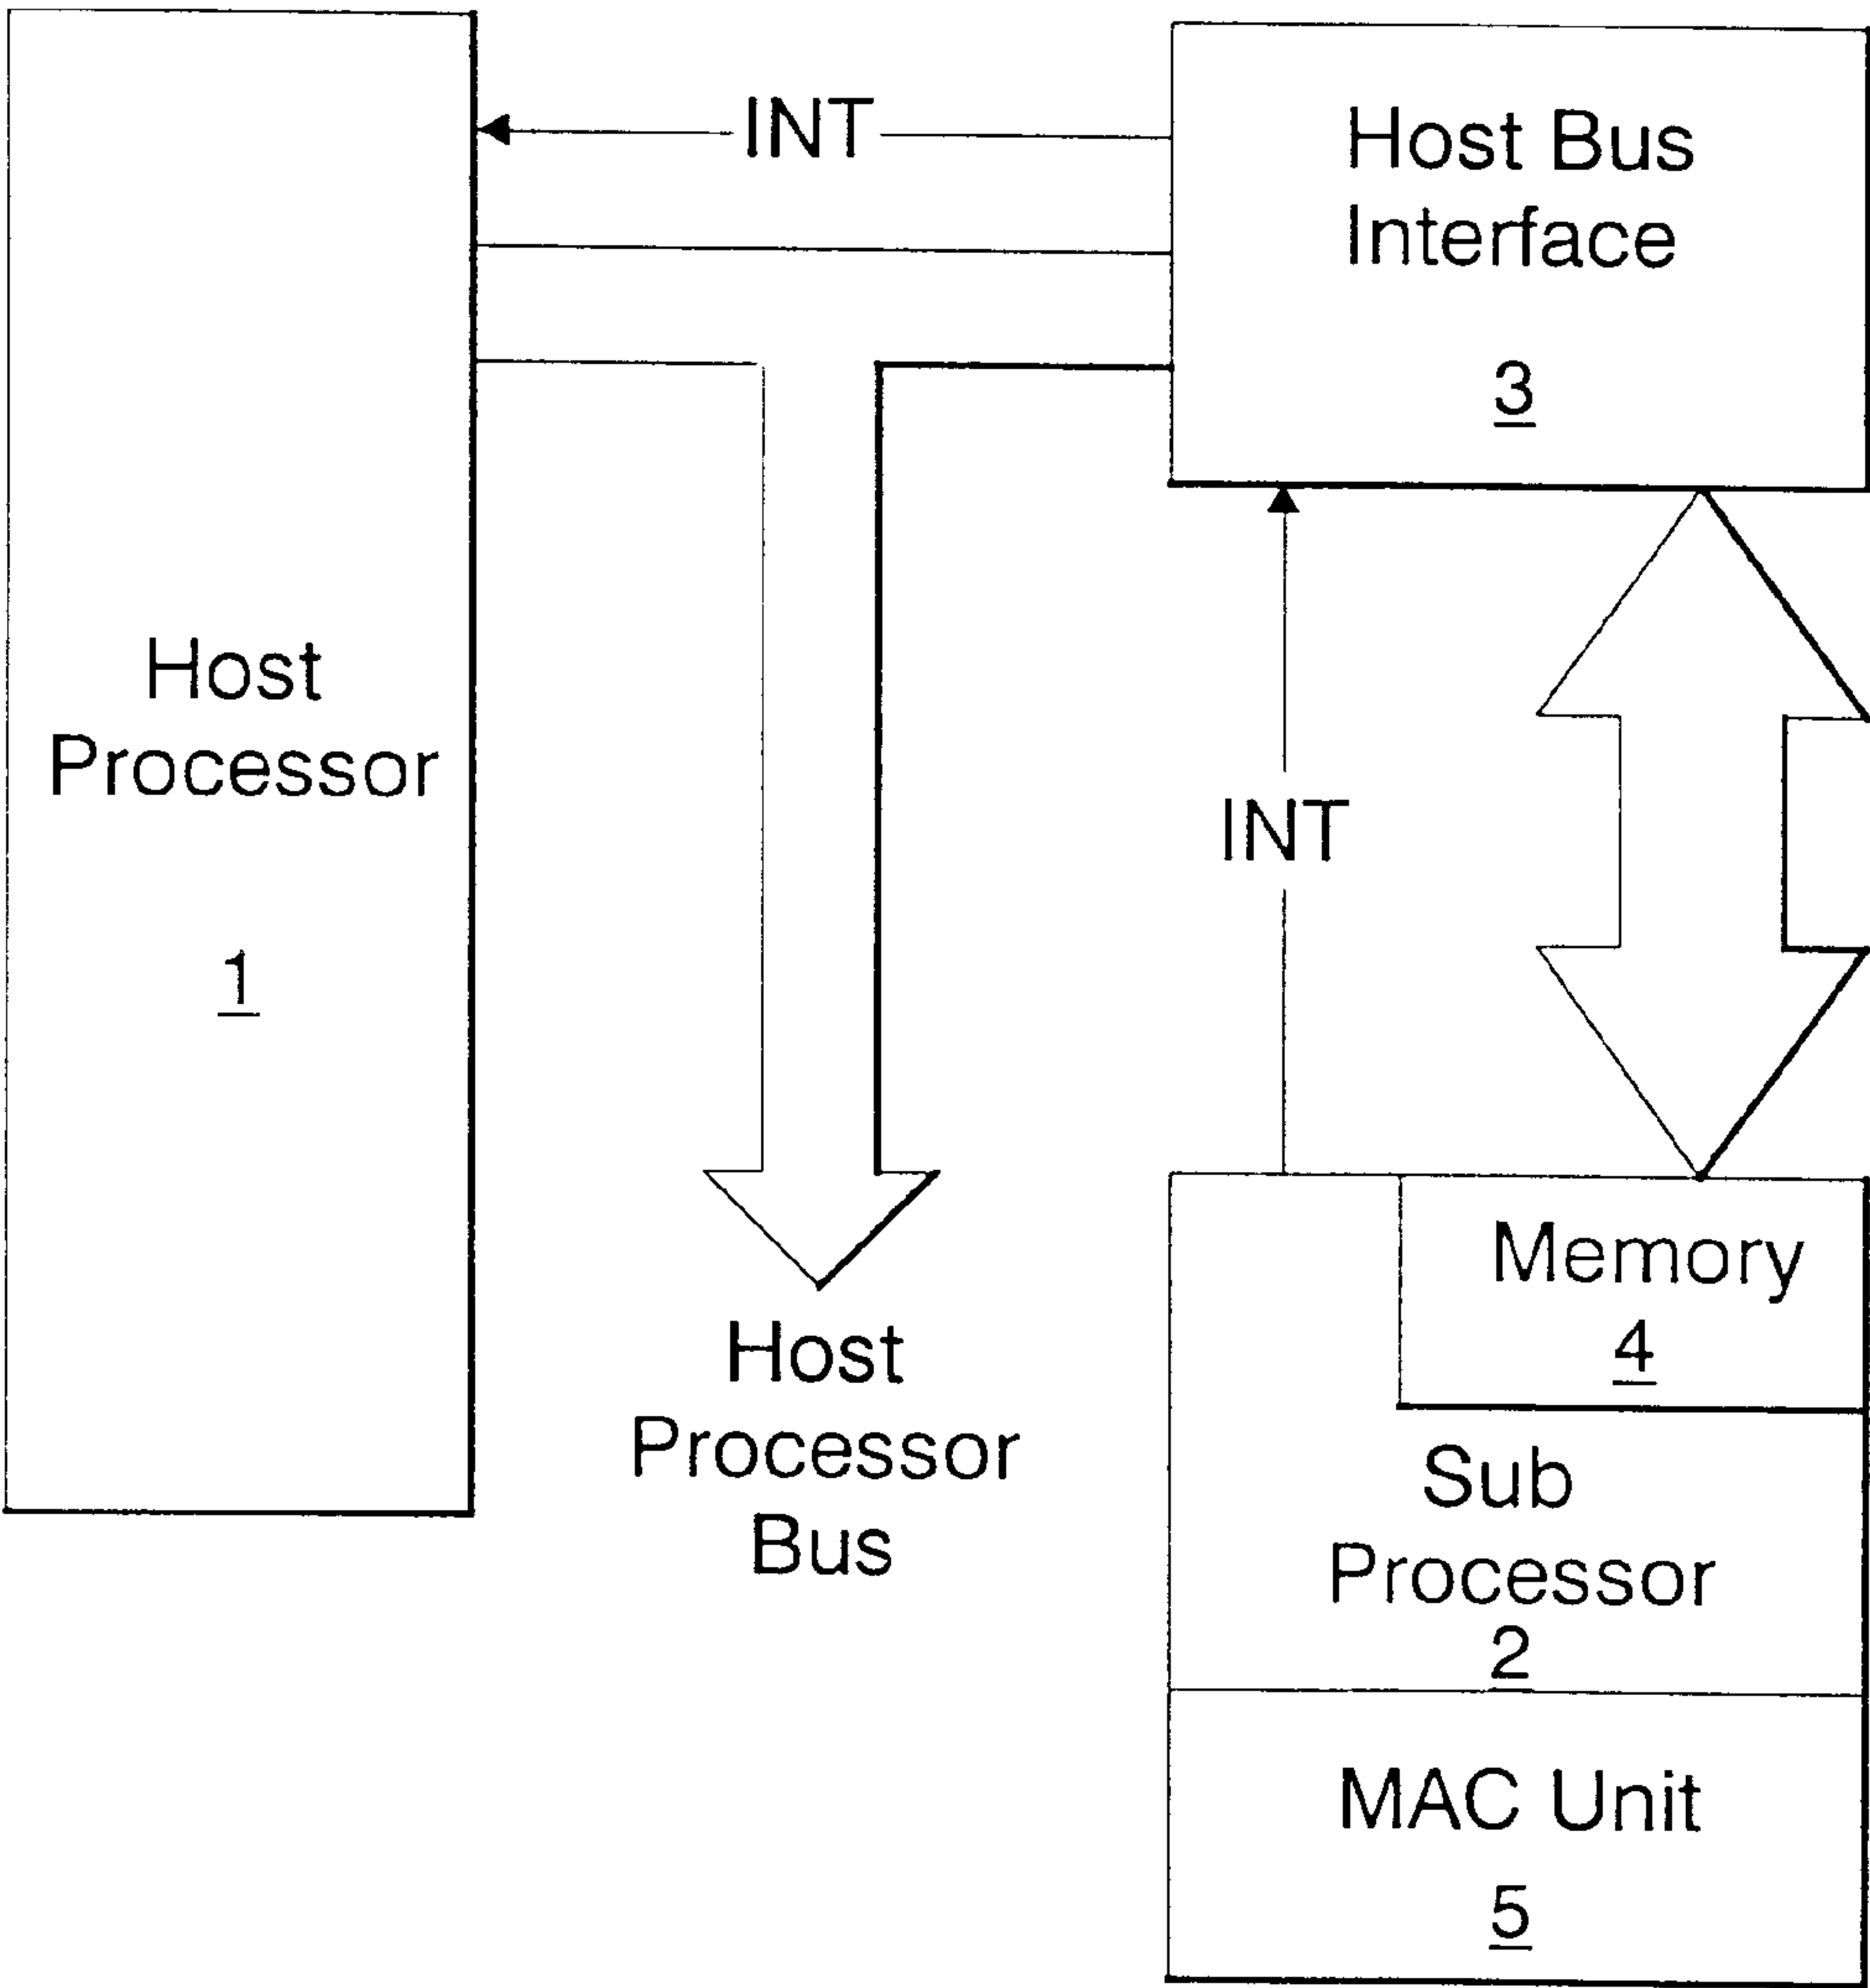 INT
Host Bus
Interface
3
Host
Processor
1
INT
Memory
4
Host
Processor
Bus
Sub
Processor
2
MAC Unit
5